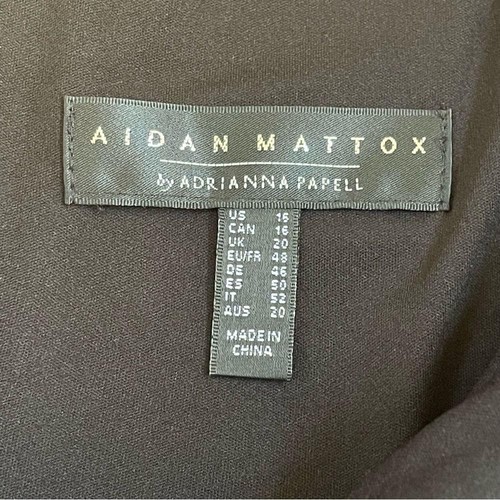 AIDAN MATTOX
by ADRIANNA PAPELL
US 16
CAN 16
UK 20
EU/FR 48
DE 46
ES 50
IT 52
AUS 20
MADE IN
CHINA